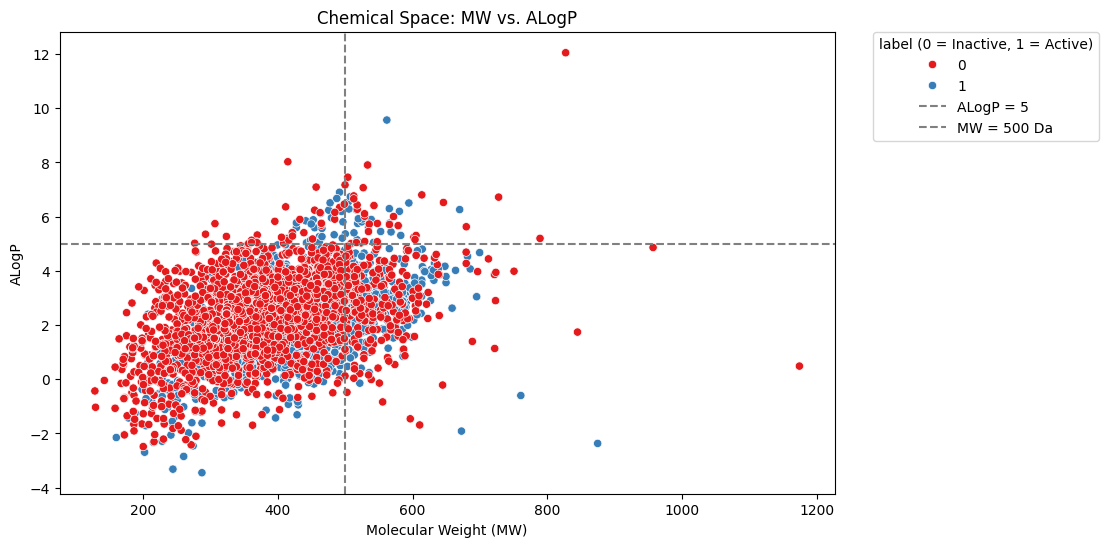 Chemical Space: MW vs. ALogP
label (0 = Inactive, 1 = Active)
0
1
ALogP = 5
MW = 500 Da
12
10
8
6
4
2
0
−2
−4
ALogP
200
400
600
800
1000
1200
Molecular Weight (MW)